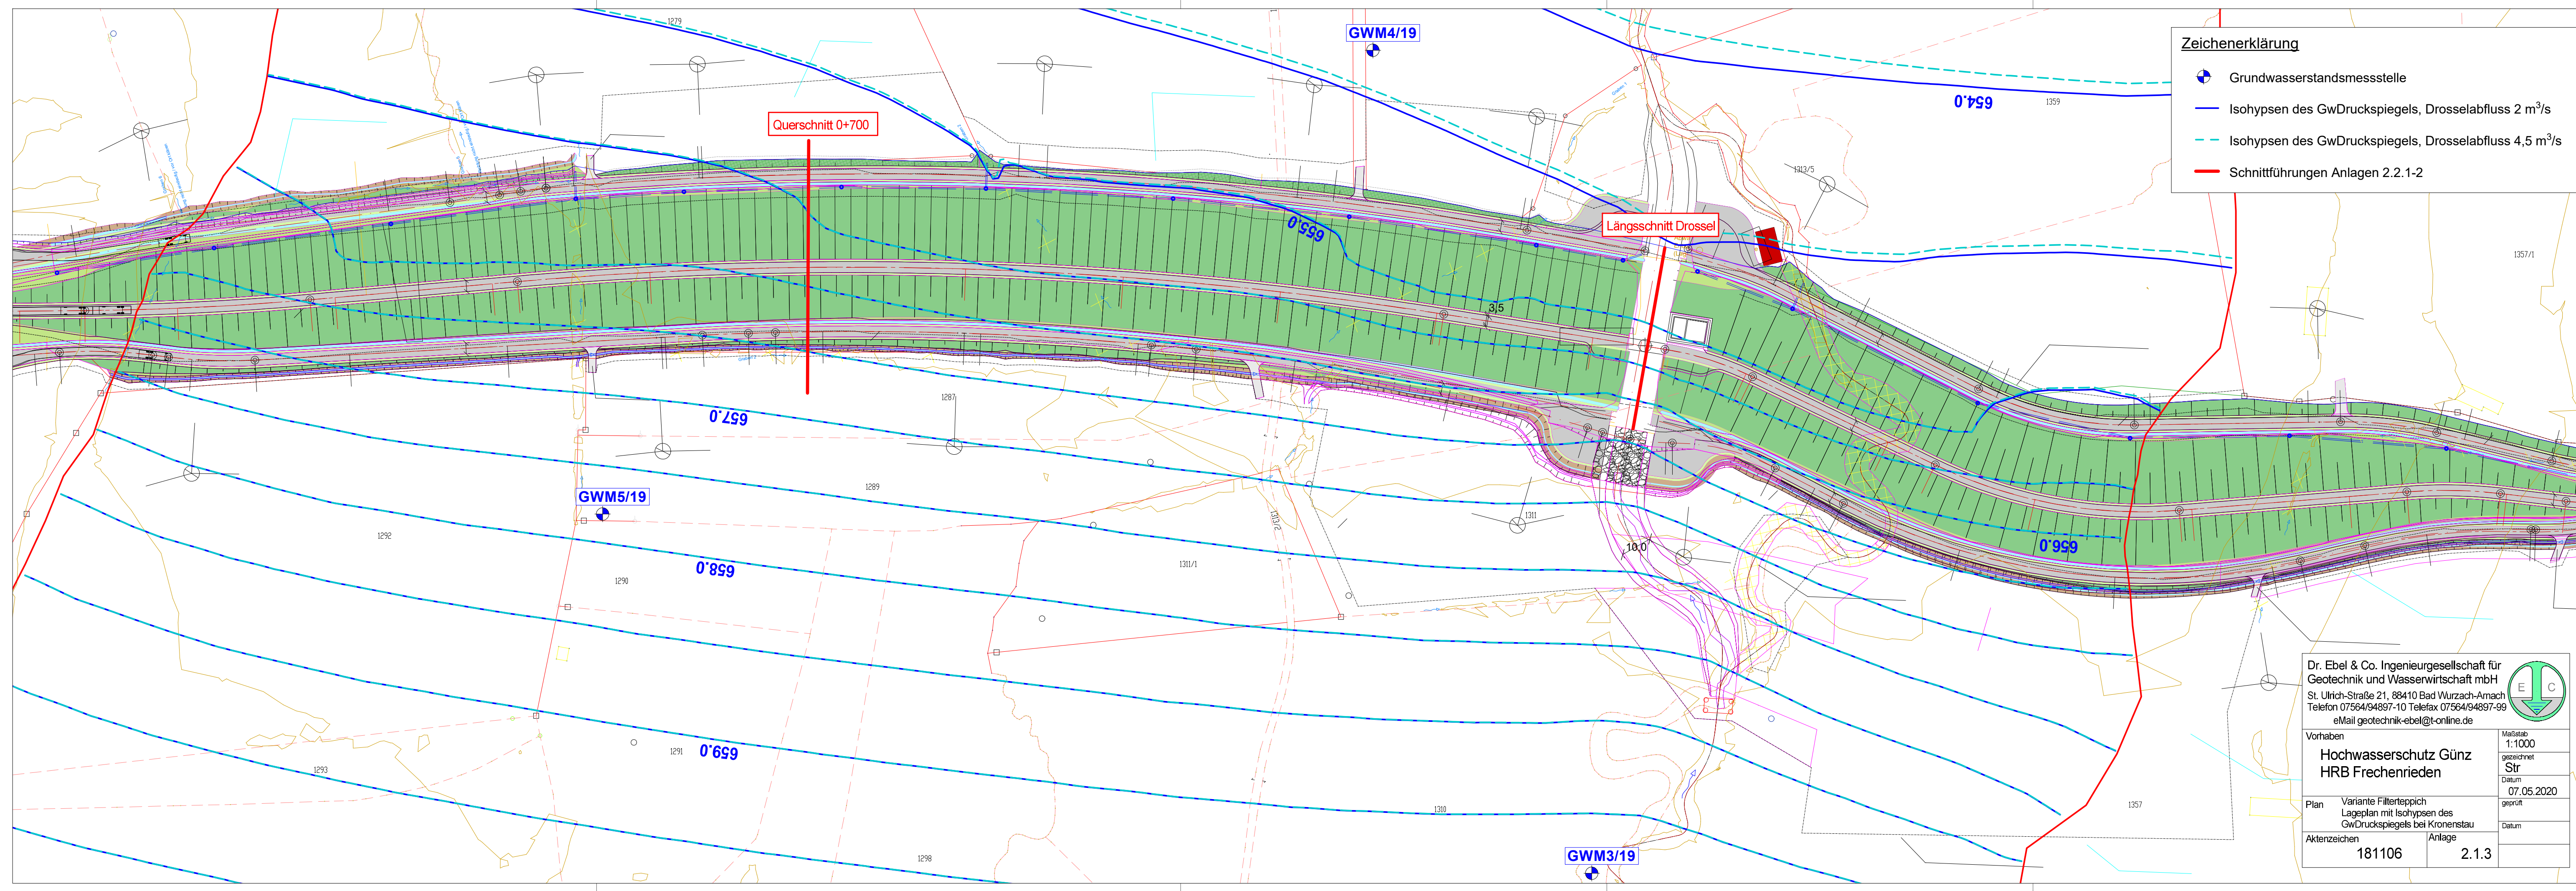 1279
GWM4/19
Querschnitt 0+700
654.0
1359
1313/5
Längsschnitt Drossel
655.0
1357/1
3,5
1287
657.0
1289
GWM5/19
1313/2
1311
1292
10,0
656.0
1311/1
658.0
1290
1291
659.0
1293
1310
1357
1298
GWM3/19
Zeichenerklärung
Grundwasserstandsmessstelle
Isohypsen des GwDruckspiegels, Drosselabfluss 2 m³/s
Isohypsen des GwDruckspiegels, Drosselabfluss 4,5 m³/s
Schnittführungen Anlagen 2.2.1-2
Dr. Ebel & Co. Ingenieurgesellschaft für
Geotechnik und Wasserwirtschaft mbH
St. Ulrich-Straße 21, 88410 Bad Wurzach-Arnach
Telefon 07564/94897-10 Telefax 07564/94897-99
eMail geotechnik-ebel@t-online.de
E C
Vorhaben
Hochwasserschutz Günz
HRB Frechenrieden
Maßstab
1:1000
gezeichnet
Str
Datum
07.05.2020
geprüft
Datum
Plan Variante Filterteppich
Lageplan mit Isohypsen des
GwDruckspiegels bei Kronenstau
Aktenzeichen
181106
Anlage
2.1.3